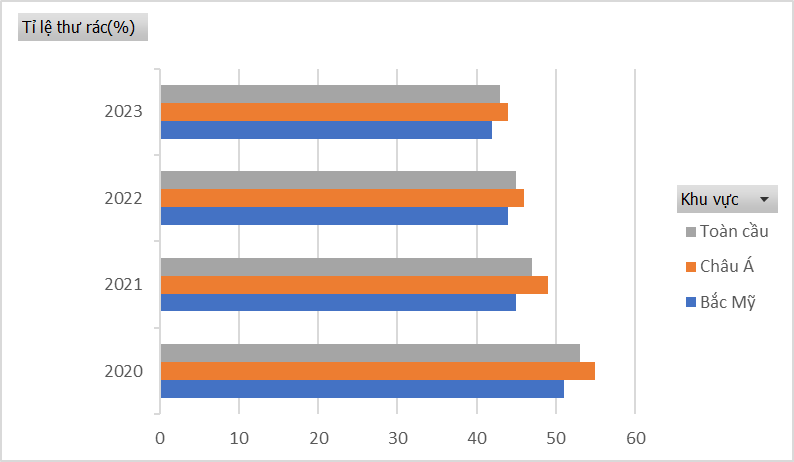 Tỉ lệ thư rác(%)
2023
2022
2021
2020
0 10 20 30 40 50 60
Khu vực
Toàn cầu
Châu Á
Bắc Mỹ